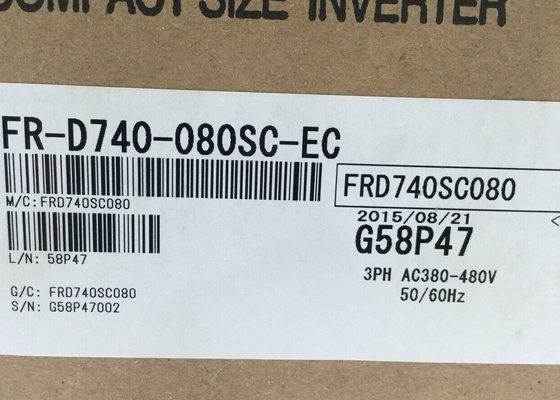 COMPACT SIZE INVERTER
FR-D740-080SC-EC
M/C:FRD740SC080
FRD740SC080
2015/08/21
G58P47
L/N: 58P47
3PH AC380-480V
50/60Hz
G/C: FRD740SC080
S/N: G58P47002